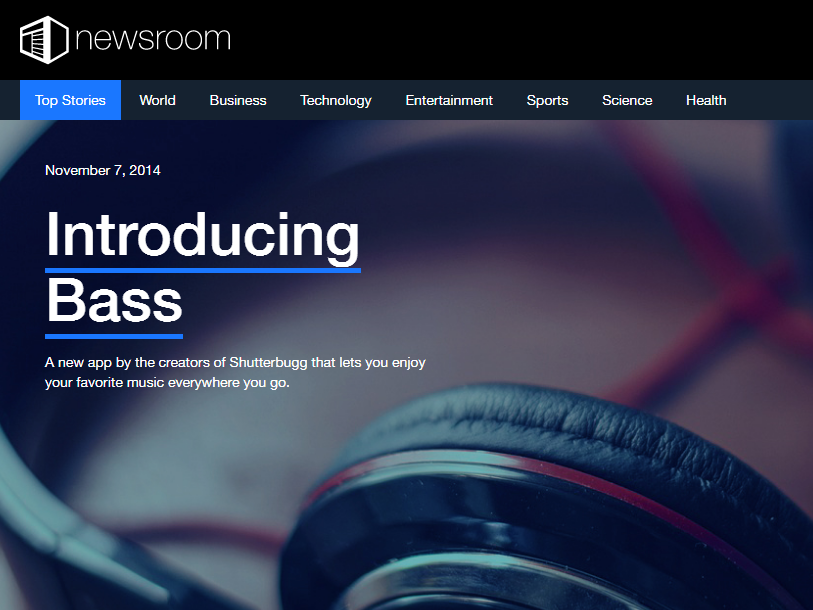 newsroom
Top Stories World Business Technology Entertainment Sports Science Health
November 7, 2014
Introducing
Bass
A new app by the creators of Shutterbugg that lets you enjoy
your favorite music everywhere you go.